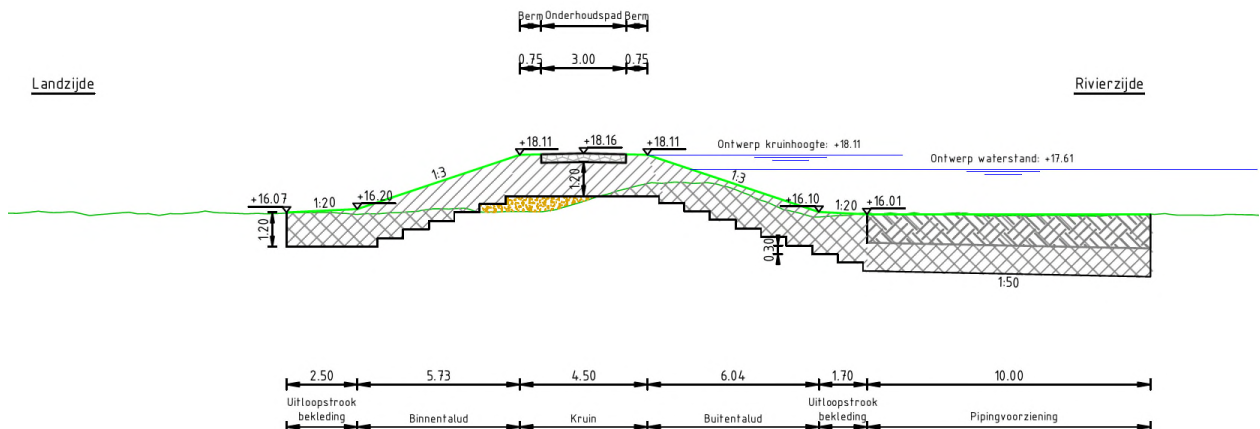 Berm Onderhoudspad Berm
0.75 3.00 0.75
Landzijde
Rivierzijde
+18.11 +18.16 +18.11
Ontwerp kruinhoogte: +18.11
Ontwerp waterstand: +17.61
1:3
1:20
1:3
+16.07 1:20 +16.20
+16.10 1:20 +16.01
1.20
0.30
1:50
2.50 5.73 4.50 6.04 1.70 10.00
Uitloopstrook
bekleding
Binnentalud
Kruin
Buitentalud
Uitloopstrook
bekleding
Pipingvoorziening